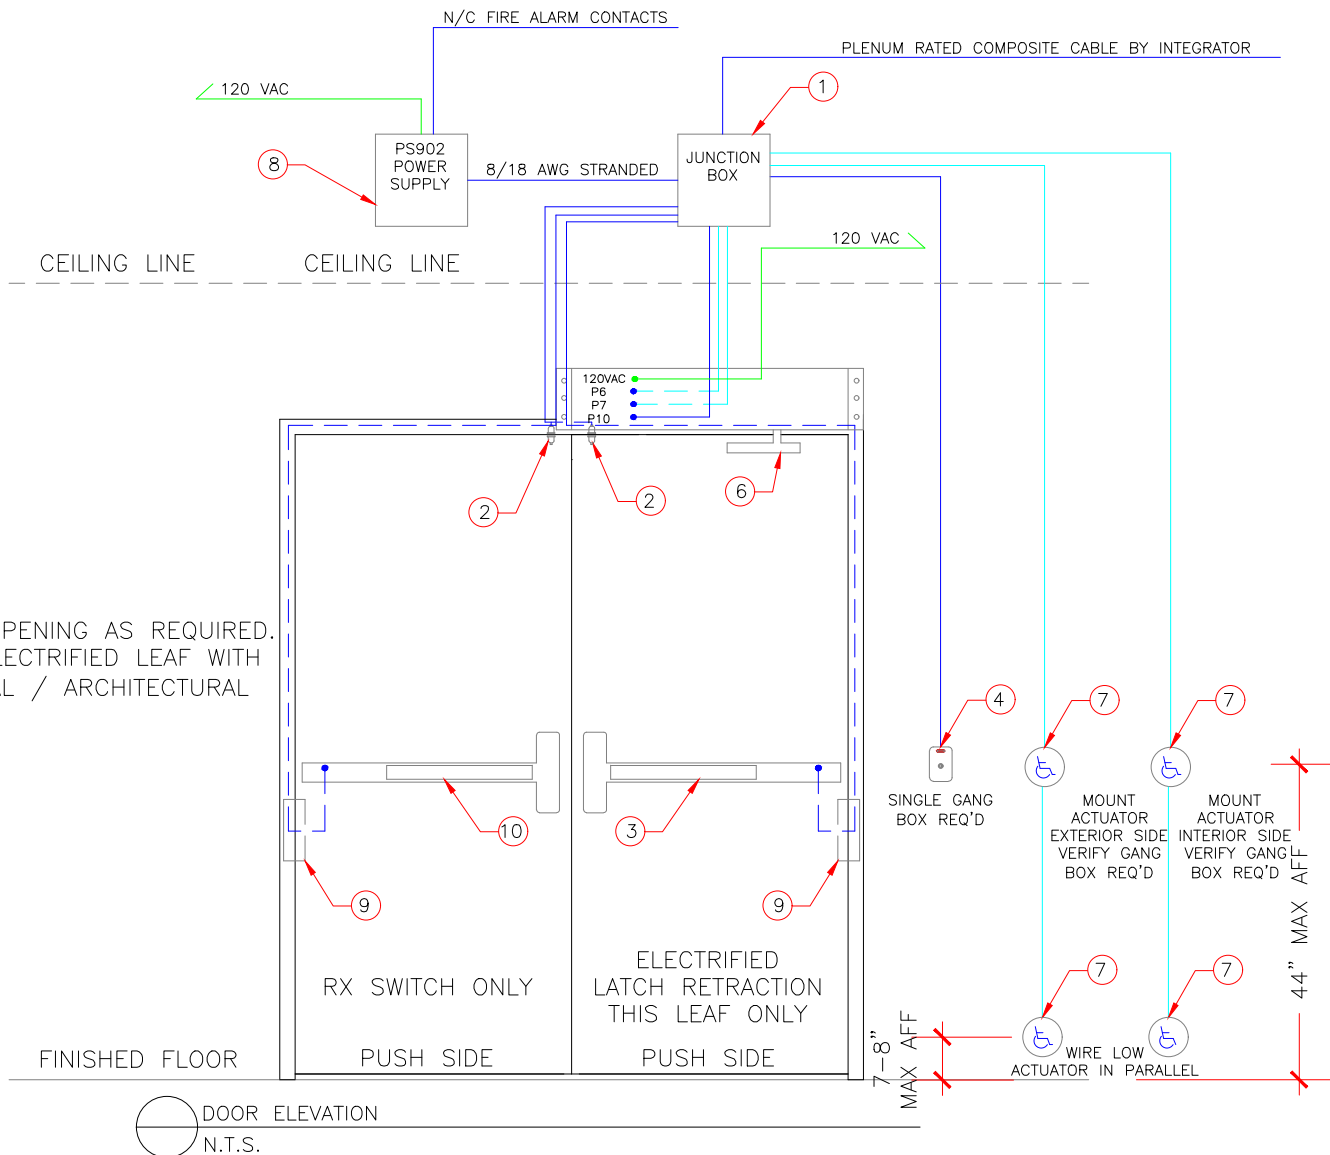 N/C FIRE ALARM CONTACTS
PLENUM RATED COMPOSITE CABLE BY INTEGRATOR
120 VAC
1
PS902
POWER
SUPPLY
8
8/18 AWG STRANDED
JUNCTION
BOX
120 VAC
CEILING LINE
CEILING LINE
120VAC
P6
P7
P10
2
2
6
PENING AS REQUIRED.
LECTRIFIED LEAF WITH
AL / ARCHITECTURAL
4
7
7
SINGLE GANG
BOX REQ'D
MOUNT
ACTUATOR
EXTERIOR SIDE
VERIFY GANG
BOX REQ'D
MOUNT
ACTUATOR
INTERIOR SIDE
VERIFY GANG
BOX REQ'D
10
3
9
9
44" MAX AFF
RX SWITCH ONLY
ELECTRIFIED
LATCH RETRACTION
THIS LEAF ONLY
7
7
7-8"
MAX AFF
WIRE LOW
ACTUATOR IN PARALLEL
FINISHED FLOOR
PUSH SIDE
PUSH SIDE
DOOR ELEVATION
N.T.S.